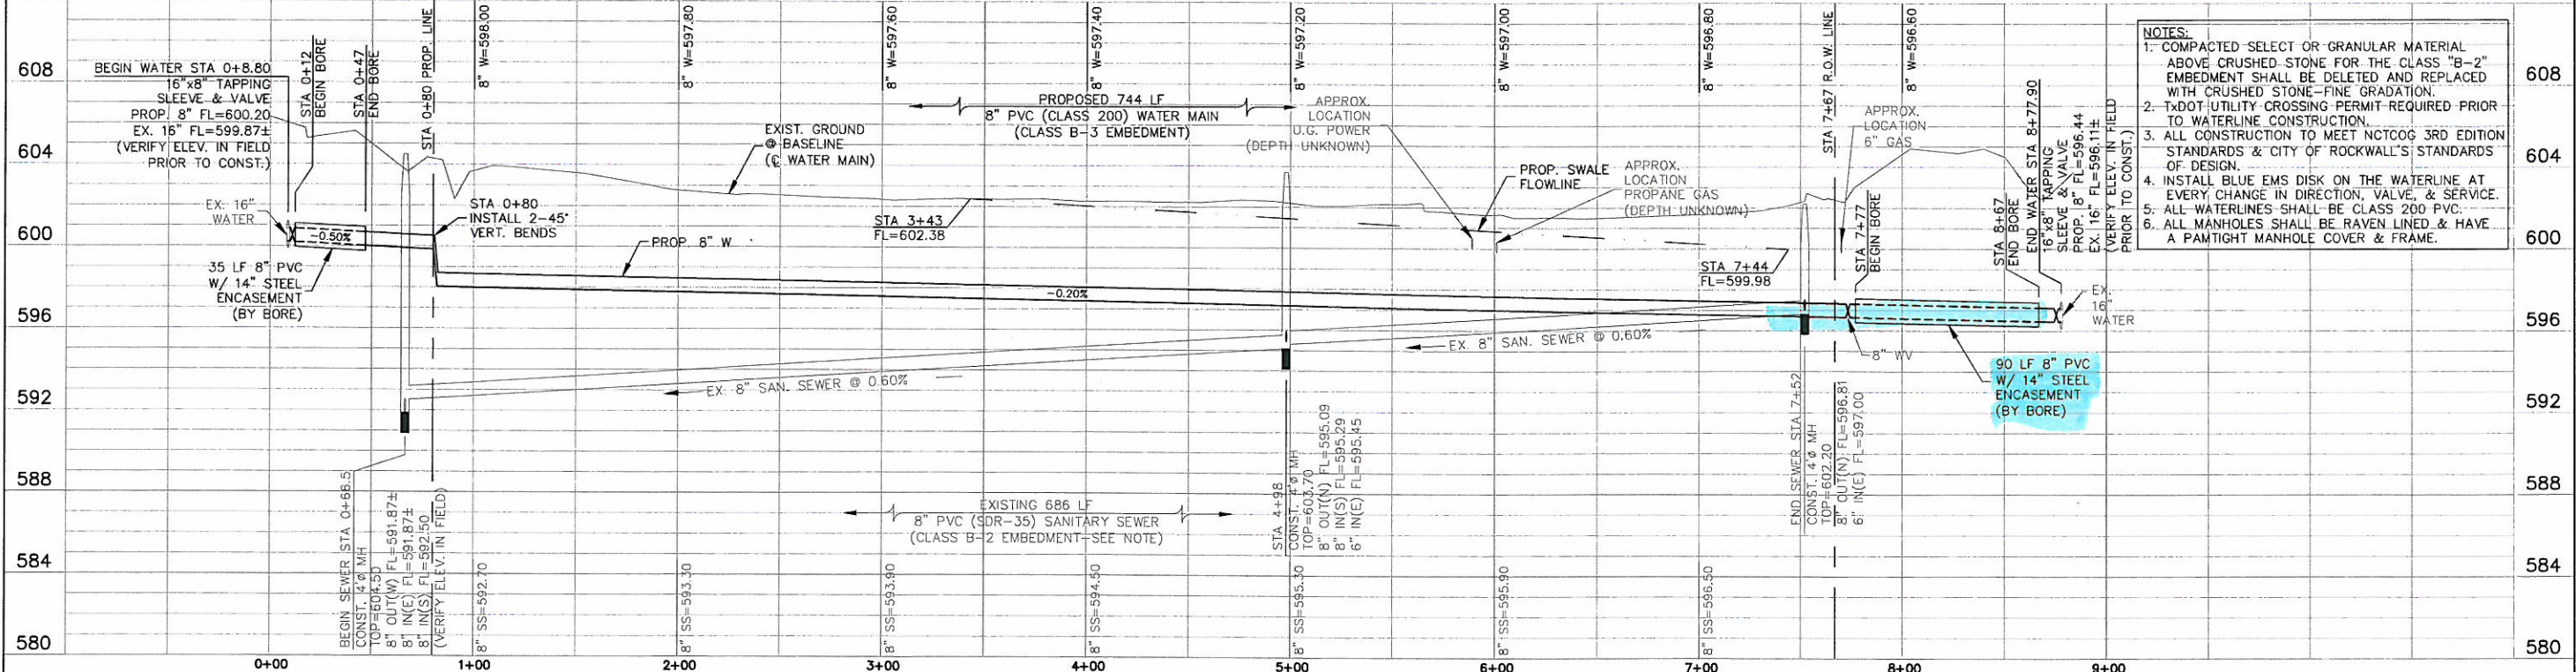 8" W=598.00
8" W=597.80
8" W=597.60
8" W=597.40
8" W=597.20
8" W=597.00
8" W=596.80
8" W=596.60
608
604
600
596
592
588
584
580
BEGIN WATER STA 0+8.80
16"x8" TAPPING
SLEEVE & VALVE
PROP. 8" FL=600.20
EX. 16" FL=599.87±
(VERIFY ELEV. IN FIELD
PRIOR TO CONST.)
STA 0+12
BEGIN BORE
STA 0+47
END BORE
STA 0+80 PROP. LINE
EX. 16"
WATER
-0.50%
35 LF 8" PVC
W/ 14" STEEL
ENCASEMENT
(BY BORE)
STA 0+80
INSTALL 2-45°
VERT. BENDS
PROP. 8" W
EXIST. GROUND
@ BASELINE
(℄ WATER MAIN)
STA 3+43
FL=602.38
PROPOSED 744 LF
8" PVC (CLASS 200) WATER MAIN
(CLASS B-3 EMBEDMENT)
APPROX.
LOCATION
U.G. POWER
(DEPTH UNKNOWN)
PROP. SWALE
FLOWLINE
APPROX.
LOCATION
PROPANE GAS
(DEPTH UNKNOWN)
-0.20%
STA 7+44
FL=599.98
STA 7+67 R.O.W. LINE
APPROX.
LOCATION
6" GAS
STA 7+77
BEGIN BORE
STA 8+67
END BORE
END WATER STA 8+77.90
16"x8" TAPPING
SLEEVE & VALVE
PROP. 8" FL=596.44
EX. 16" FL=596.11±
(VERIFY ELEV. IN FIELD
PRIOR TO CONST.)
EX.
16"
WATER
8" WV
90 LF 8" PVC
W/ 14" STEEL
ENCASEMENT
(BY BORE)
EX. 8" SAN. SEWER @ 0.60%
EX. 8" SAN. SEWER @ 0.60%
NOTES:
1. COMPACTED SELECT OR GRANULAR MATERIAL
ABOVE CRUSHED STONE FOR THE CLASS "B-2"
EMBEDMENT SHALL BE DELETED AND REPLACED
WITH CRUSHED STONE-FINE GRADATION.
2. TxDOT UTILITY CROSSING PERMIT REQUIRED PRIOR
TO WATERLINE CONSTRUCTION.
3. ALL CONSTRUCTION TO MEET NCTCOG 3RD EDITION
STANDARDS & CITY OF ROCKWALL'S STANDARDS
OF DESIGN.
4. INSTALL BLUE EMS DISK ON THE WATERLINE AT
EVERY CHANGE IN DIRECTION, VALVE, & SERVICE.
5. ALL WATERLINES SHALL BE CLASS 200 PVC.
6. ALL MANHOLES SHALL BE RAVEN LINED & HAVE
A PAMTIGHT MANHOLE COVER & FRAME.
608
604
600
596
592
588
584
580
BEGIN SEWER STA 0+66.5
CONST. 4'ø MH
TOP=604.50
8" OUT(W) FL=591.87±
8" IN(E) FL=591.87±
8" IN(S) FL=592.50
(VERIFY ELEV. IN FIELD)
EXISTING 686 LF
8" PVC (SDR-35) SANITARY SEWER
(CLASS B-2 EMBEDMENT-SEE NOTE)
STA 4+98
CONST. 4'ø MH
TOP=603.70
8" OUT(N) FL=595.09
8" IN(S) FL=595.29
6" IN(E) FL=595.45
END SEWER STA 7+52
CONST. 4'ø MH
TOP=602.20
8" OUT(N) FL=596.81
6" IN(E) FL=597.00
8" SS=592.70
8" SS=593.30
8" SS=593.90
8" SS=594.50
8" SS=595.30
8" SS=595.90
8" SS=596.50
0+00
1+00
2+00
3+00
4+00
5+00
6+00
7+00
8+00
9+00